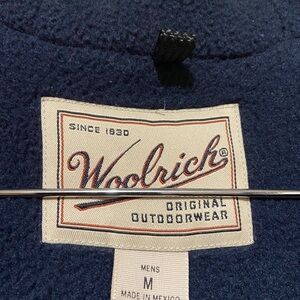 SINCE 1830
Woolrich®
ORIGINAL
OUTDOORWEAR
MENS
M
MADE IN MEXICO